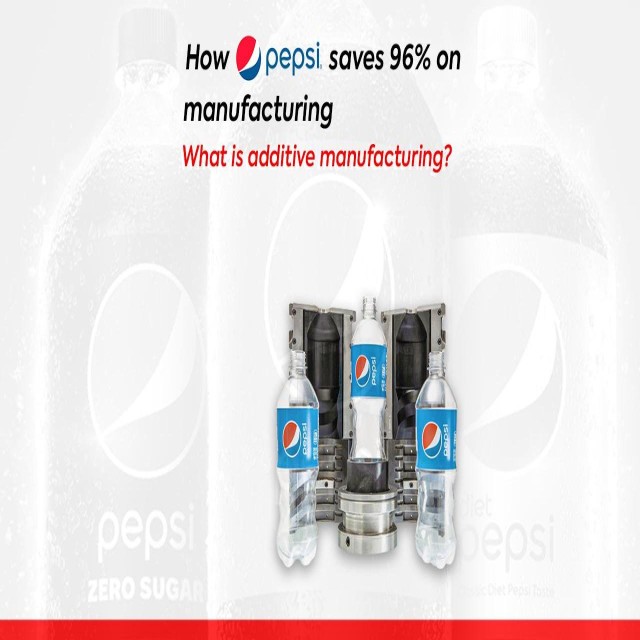 How pepsi saves 96% on
manufacturing
What is additive manufacturing?
pepsi
pepsi
pepsi
pepsi
ZERO SUGAR
pepsi